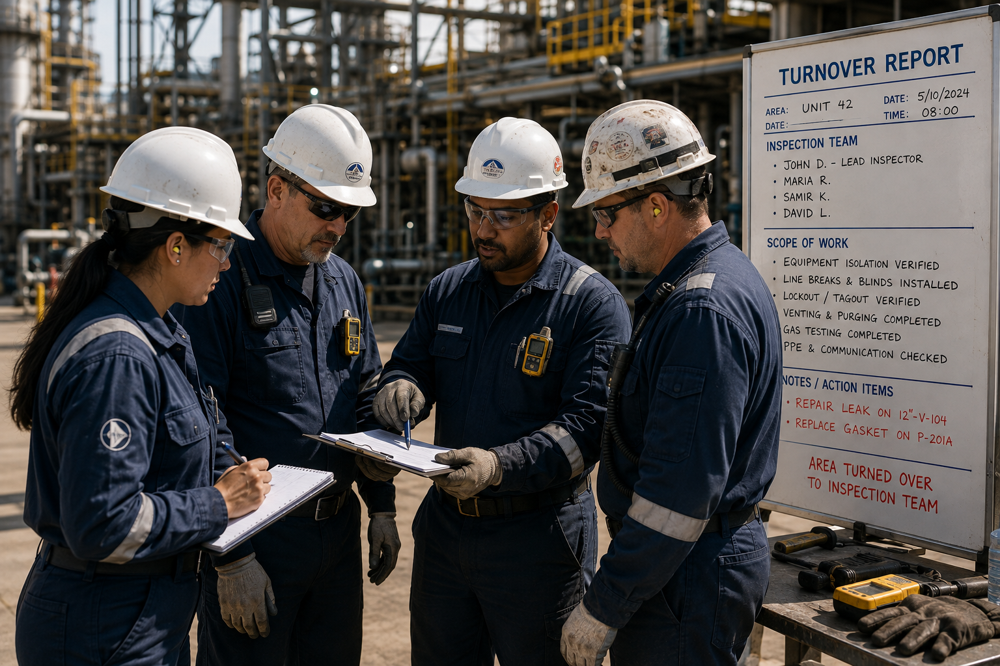 TURNOVER REPORT
AREA: UNIT 42 DATE: 5/10/2024
DATE: TIME: 08:00
INSPECTION TEAM
• JOHN D. – LEAD INSPECTOR
• MARIA R.
• SAMIR K.
• DAVID L.
SCOPE OF WORK
• EQUIPMENT ISOLATION VERIFIED
• LINE BREAKS & BLINDS INSTALLED
• LOCKOUT / TAGOUT VERIFIED
VENTING & PURGING COMPLETED
GAS TESTING COMPLETED
PPE & COMMUNICATION CHECKED
NOTES / ACTION ITEMS
• REPAIR LEAK ON 12"-V-104
• REPLACE GASKET ON P-201A
AREA TURNED OVER
TO INSPECTION TEAM